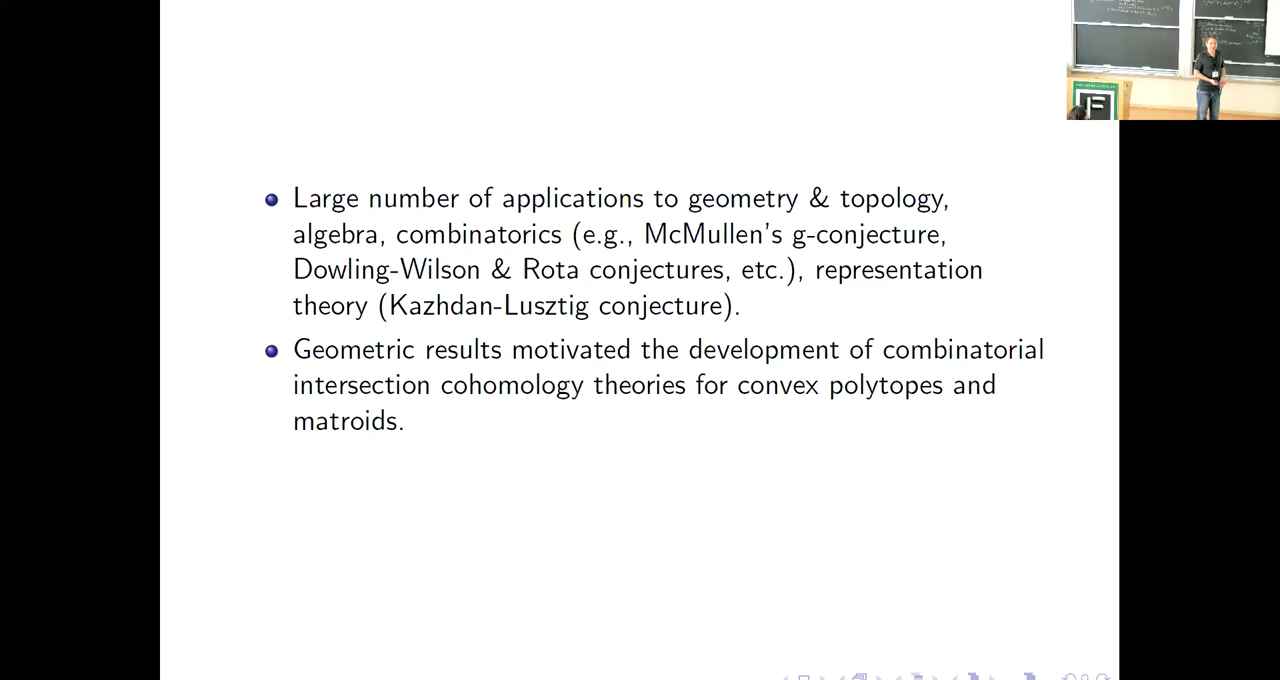 Large number of applications to geometry & topology,
algebra, combinatorics (e.g., McMullen's g-conjecture,
Dowling-Wilson & Rota conjectures, etc.), representation
theory (Kazhdan-Lusztig conjecture).
Geometric results motivated the development of combinatorial
intersection cohomology theories for convex polytopes and
matroids.